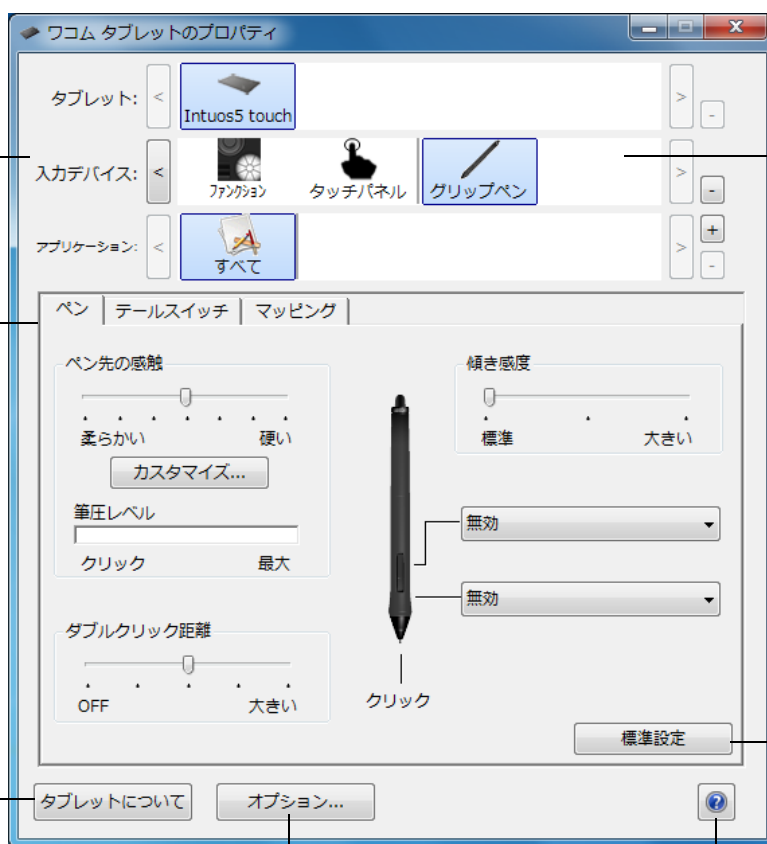 ワコム タブレットのプロパティ
タブレット:
<
Intuos5 touch
>
-
入力デバイス:
<
ファンクション
タッチパネル
グリップペン
>
-
アプリケーション:
<
すべて
>
+
-
ペン
テールスイッチ
マッピング
ペン先の感触
柔らかい
硬い
カスタマイズ...
筆圧レベル
クリック
最大
ダブルクリック距離
OFF
大きい
傾き感度
標準
大きい
無効
無効
クリック
標準設定
タブレットについて
オプション...
?